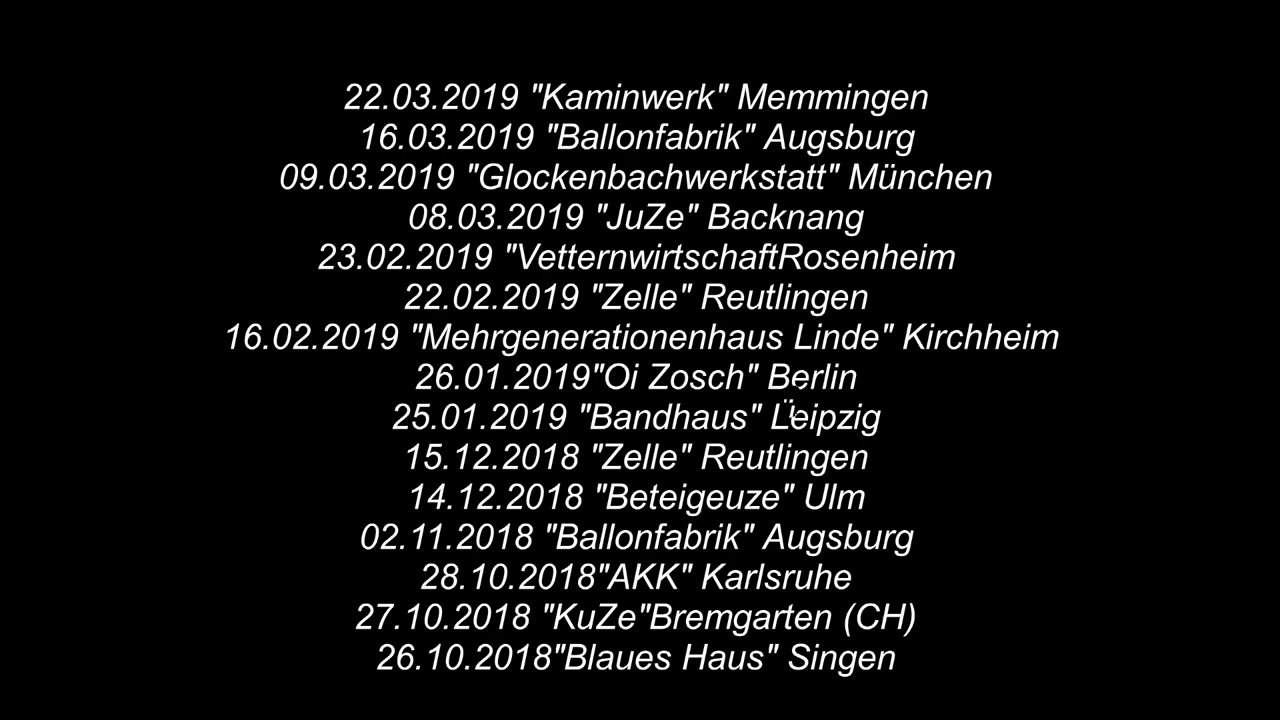 22.03.2019 "Kaminwerk" Memmingen
16.03.2019 "Ballonfabrik" Augsburg
09.03.2019 "Glockenbachwerkstatt" München
08.03.2019 "JuZe" Backnang
23.02.2019 "VetternwirtschaftRosenheim
22.02.2019 "Zelle" Reutlingen
16.02.2019 "Mehrgenerationenhaus Linde" Kirchheim
26.01.2019"Oi Zosch" Berlin
25.01.2019 "Bandhaus" Leipzig
15.12.2018 "Zelle" Reutlingen
14.12.2018 "Beteigeuze" Ulm
02.11.2018 "Ballonfabrik" Augsburg
28.10.2018"AKK" Karlsruhe
27.10.2018 "KuZe"Bremgarten (CH)
26.10.2018"Blaues Haus" Singen